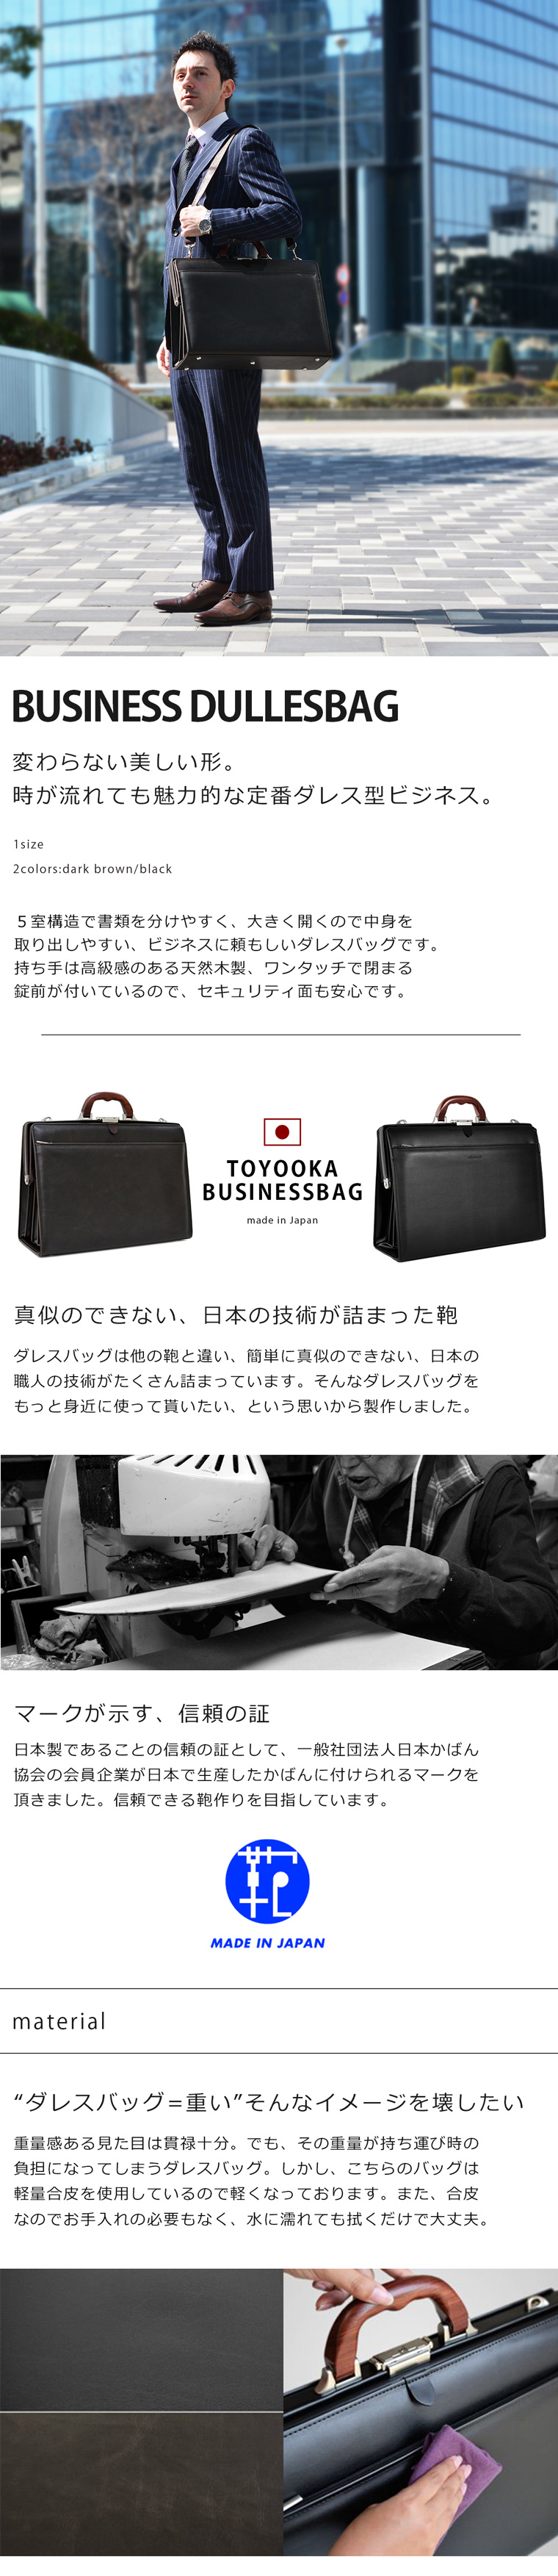 BUSINESS DULLESBAG
変わらない美しい形。
時が流れても魅力的な定番ダレス型ビジネス。
1size
2colors:dark brown/black
５室構造で書類を分けやすく、大きく開くので中身を
取り出しやすい、ビジネスに頼もしいダレスバッグです。
持ち手は高級感のある天然木製、ワンタッチで閉まる
錠前が付いているので、セキュリティ面も安心です。
TOYOOKA
BUSINESSBAG
made in Japan
真似のできない、日本の技術が詰まった鞄
ダレスバッグは他の鞄と違い、簡単に真似のできない、日本の
職人の技術がたくさん詰まっています。そんなダレスバッグを
もっと身近に使って貰いたい、という思いから製作しました。
マークが示す、信頼の証
日本製であることの信頼の証として、一般社団法人日本かばん
協会の会員企業が日本で生産したかばんに付けられるマークを
頂きました。信頼できる鞄作りを目指しています。
MADE IN JAPAN
material
“ダレスバッグ=重い”そんなイメージを壊したい
重量感ある見た目は貫禄十分。でも、その重量が持ち運び時の
負担になってしまうダレスバッグ。しかし、こちらのバッグは
軽量合皮を使用しているので軽くなっております。また、合皮
なのでお手入れの必要もなく、水に濡れても拭くだけで大丈夫。